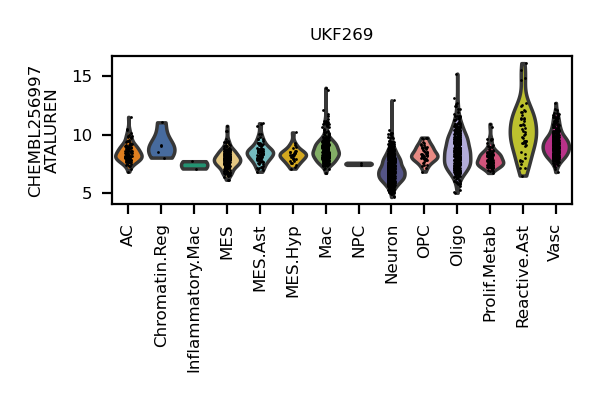 UKF269
CHEMBL256997
ATALUREN
15
10
5
AC
Chromatin.Reg
Inflammatory.Mac
MES
MES.Ast
MES.Hyp
Mac
NPC
Neuron
OPC
Oligo
Prolif.Metab
Reactive.Ast
Vasc